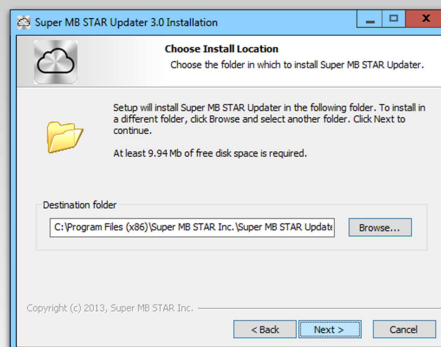 Super MB STAR Updater 3.0 Installation
Choose Install Location
Choose the folder in which to install Super MB STAR Updater.
Setup will install Super MB STAR Updater in the following folder. To install in
a different folder, click Browse and select another folder. Click Next to
continue.
At least 9.94 Mb of free disk space is required.
Destination folder
C:\Program Files (x86)\Super MB STAR Inc.\Super MB STAR Update
Browse...
Copyright (c) 2013, Super MB STAR Inc.
< Back
Next >
Cancel